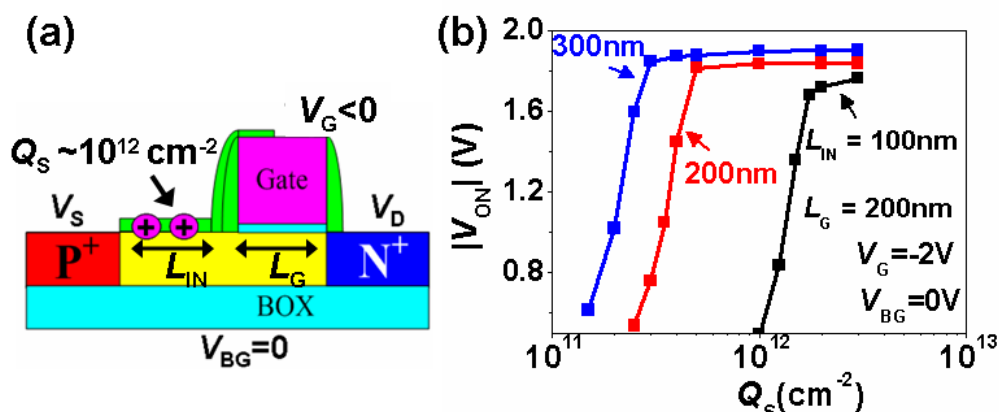 (a)
V_G<0
Q_S ~10^12 cm^-2
Gate
V_S
V_D
+ +
P^+
L_IN
L_G
N^+
BOX
V_BG=0
(b)
|V_ON| (V)
2.0
1.6
1.2
0.8
300nm
200nm
L_IN = 100nm
L_G = 200nm
V_G=-2V
V_BG=0V
10^11
10^12
10^13
Q_S(cm^-2)